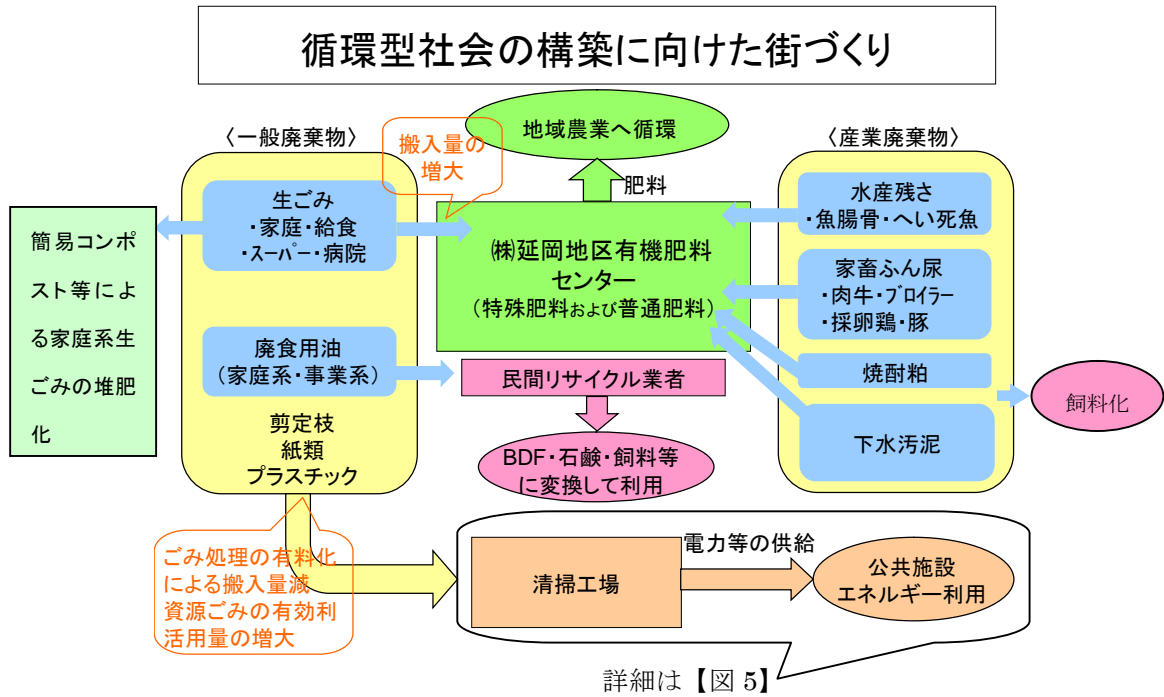 循環型社会の構築に向けた街づくり
地域農業へ循環
〈一般廃棄物〉
搬入量の
増大
肥料
〈産業廃棄物〉
生ごみ
・家庭・給食
・スーパー・病院
簡易コンポ
スト等によ
る家庭系生
ごみの堆肥
化
㈱延岡地区有機肥料
センター
（特殊肥料および普通肥料）
水産残さ
・魚腸骨・へい死魚
家畜ふん尿
・肉牛・ブロイラー
・採卵鶏・豚
廃食用油
（家庭系・事業系）
民間リサイクル業者
焼酎粕
飼料化
剪定枝
紙類
プラスチック
BDF・石鹸・飼料等
に変換して利用
下水汚泥
ごみ処理の有料化
による搬入量減
資源ごみの有効利
活用量の増大
清掃工場
電力等の供給
公共施設
エネルギー利用
詳細は【図 5】